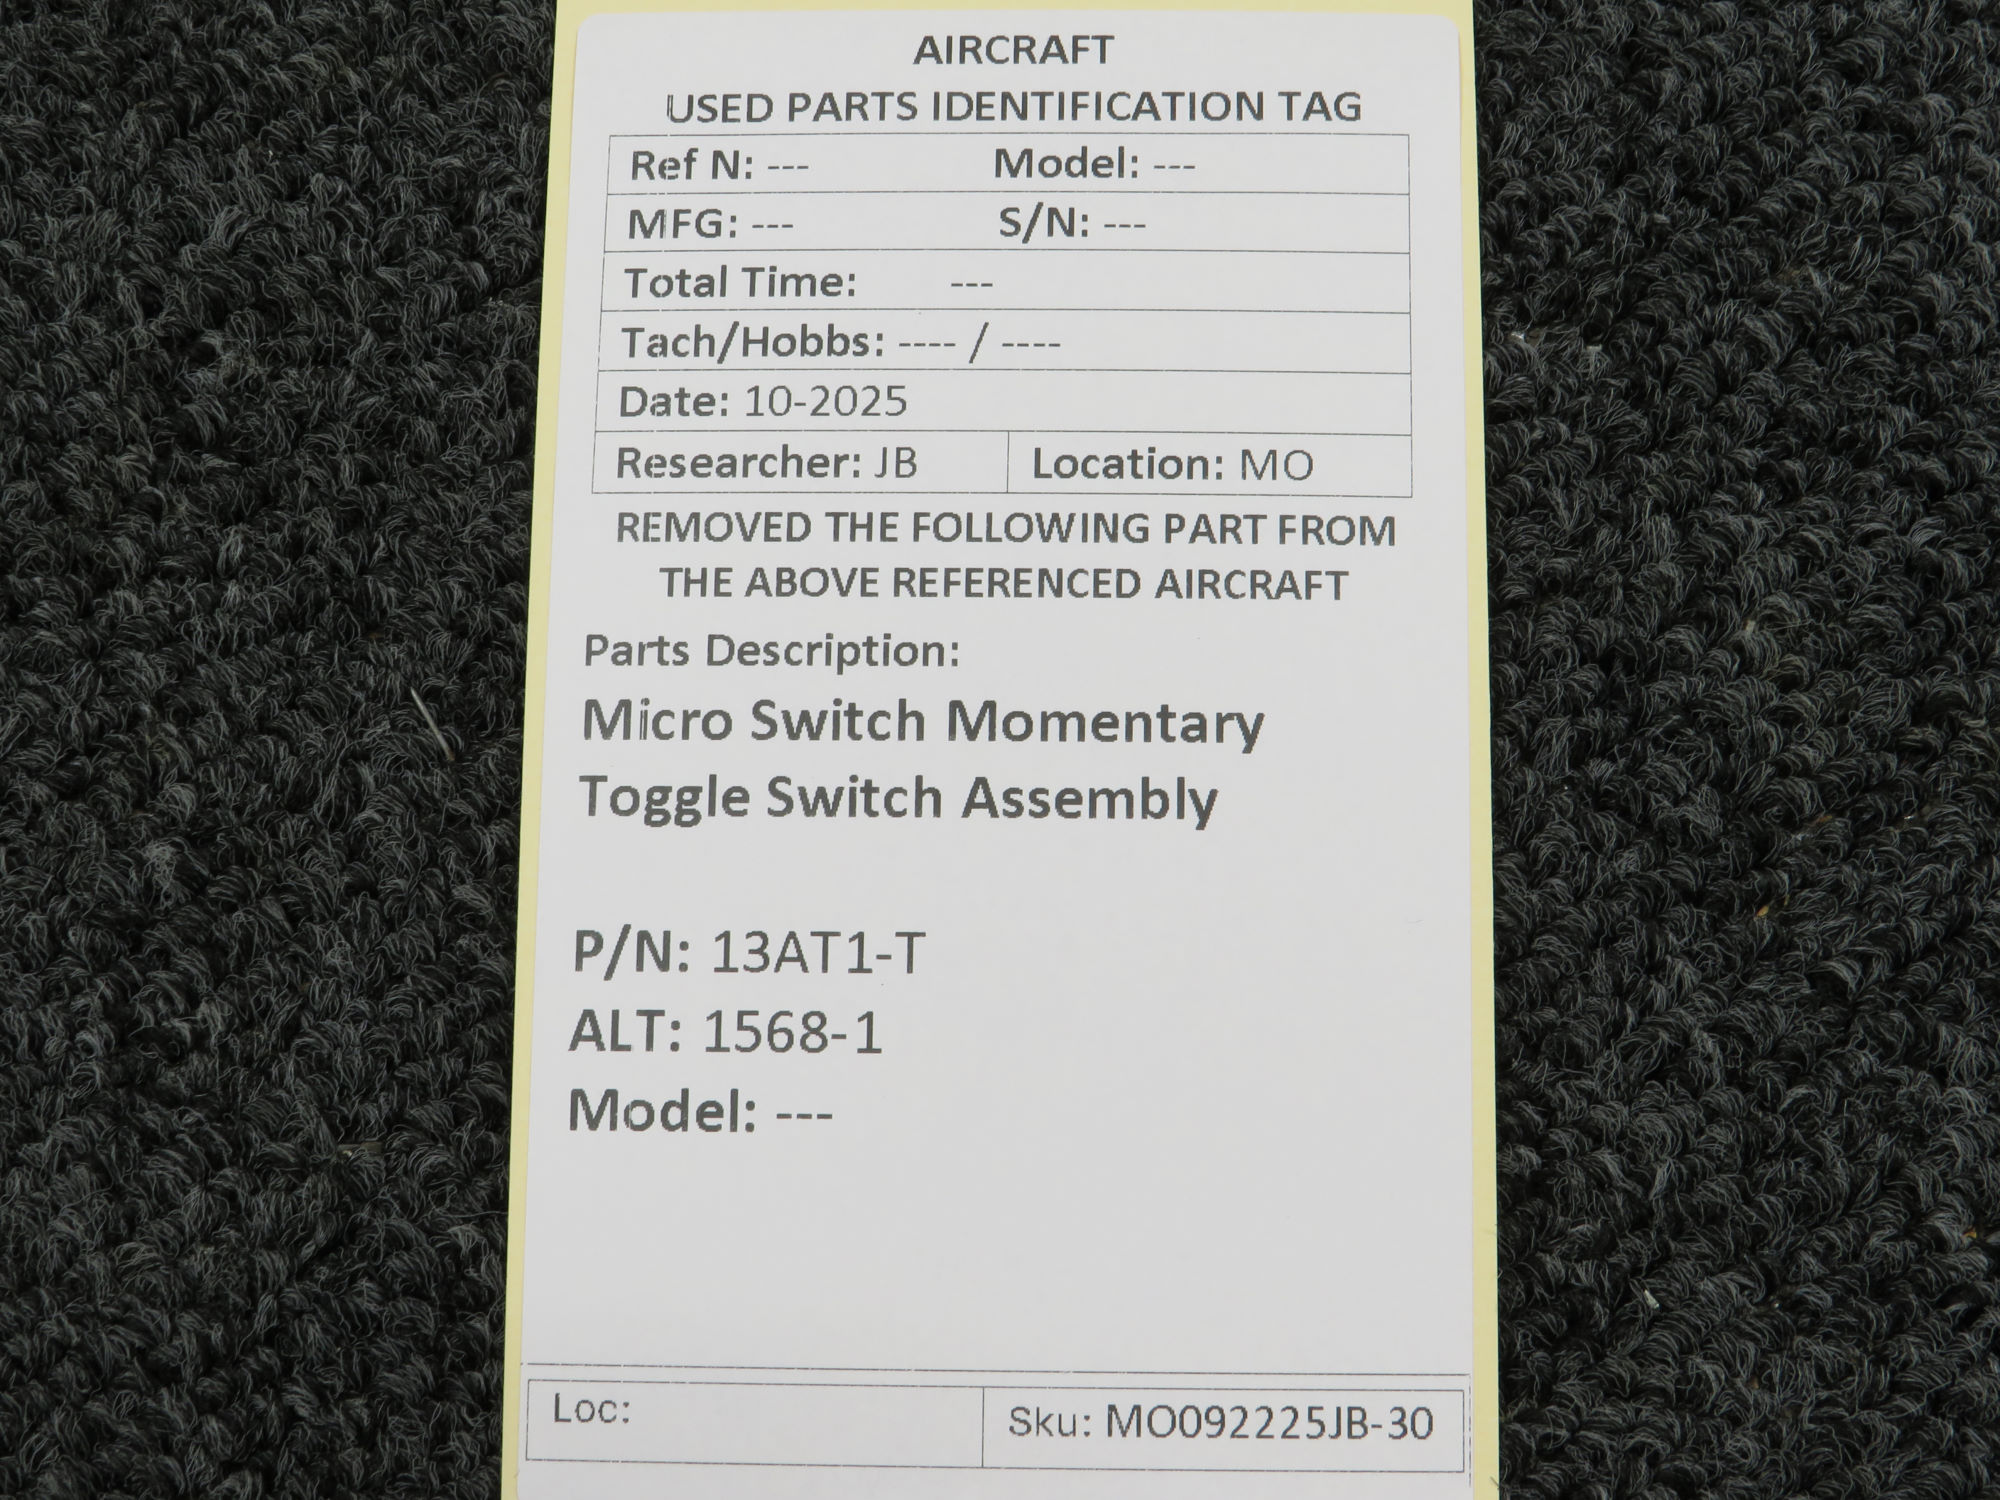 AIRCRAFT
USED PARTS IDENTIFICATION TAG
Ref N: --- Model: ---
MFG: --- S/N: ---
Total Time: ---
Tach/Hobbs: ---- / ----
Date: 10-2025
Researcher: JB Location: MO
REMOVED THE FOLLOWING PART FROM
THE ABOVE REFERENCED AIRCRAFT
Parts Description:
Micro Switch Momentary
Toggle Switch Assembly
P/N: 13AT1-T
ALT: 1568-1
Model: ---
Loc: Sku: MO092225JB-30